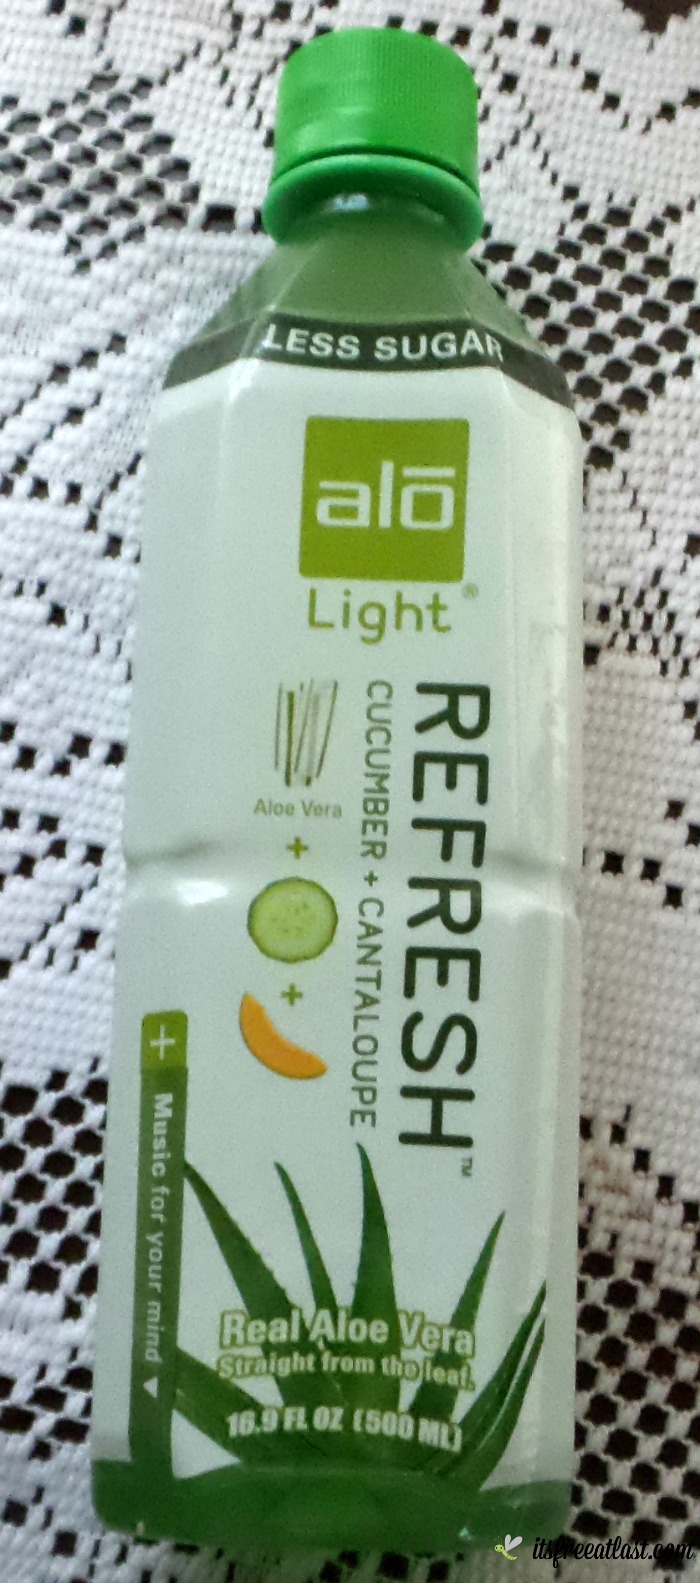 LESS SUGAR
alō
Light®
REFRESH™
CUCUMBER + CANTALOUPE
Aloe Vera
+
+
+
Music for your mind
Real Aloe Vera
Straight from the leaf.
16.9 FL OZ (500 ML)
itsfreeatlast.com